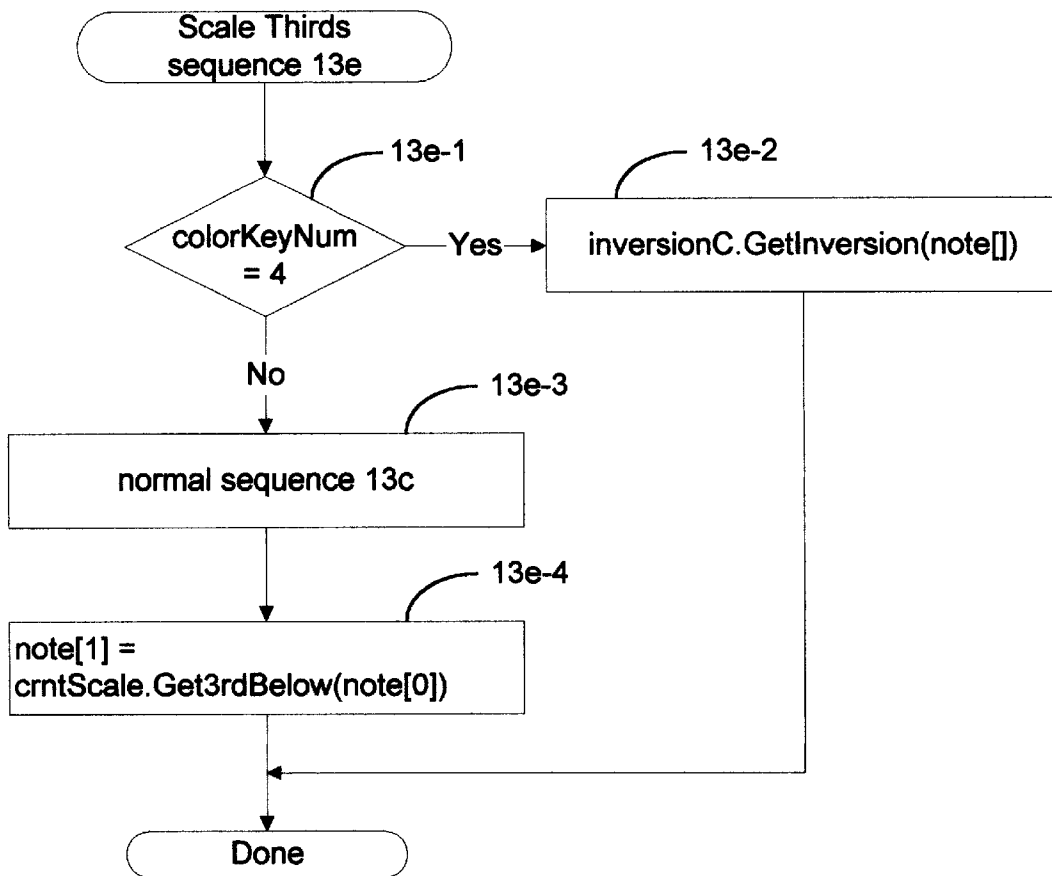 Scale Thirds
sequence 13e
13e-1
13e-2
colorKeyNum
= 4
Yes
inversionC.GetInversion(note[])
No
13e-3
normal sequence 13c
13e-4
note[1] =
crntScale.Get3rdBelow(note[0])
Done